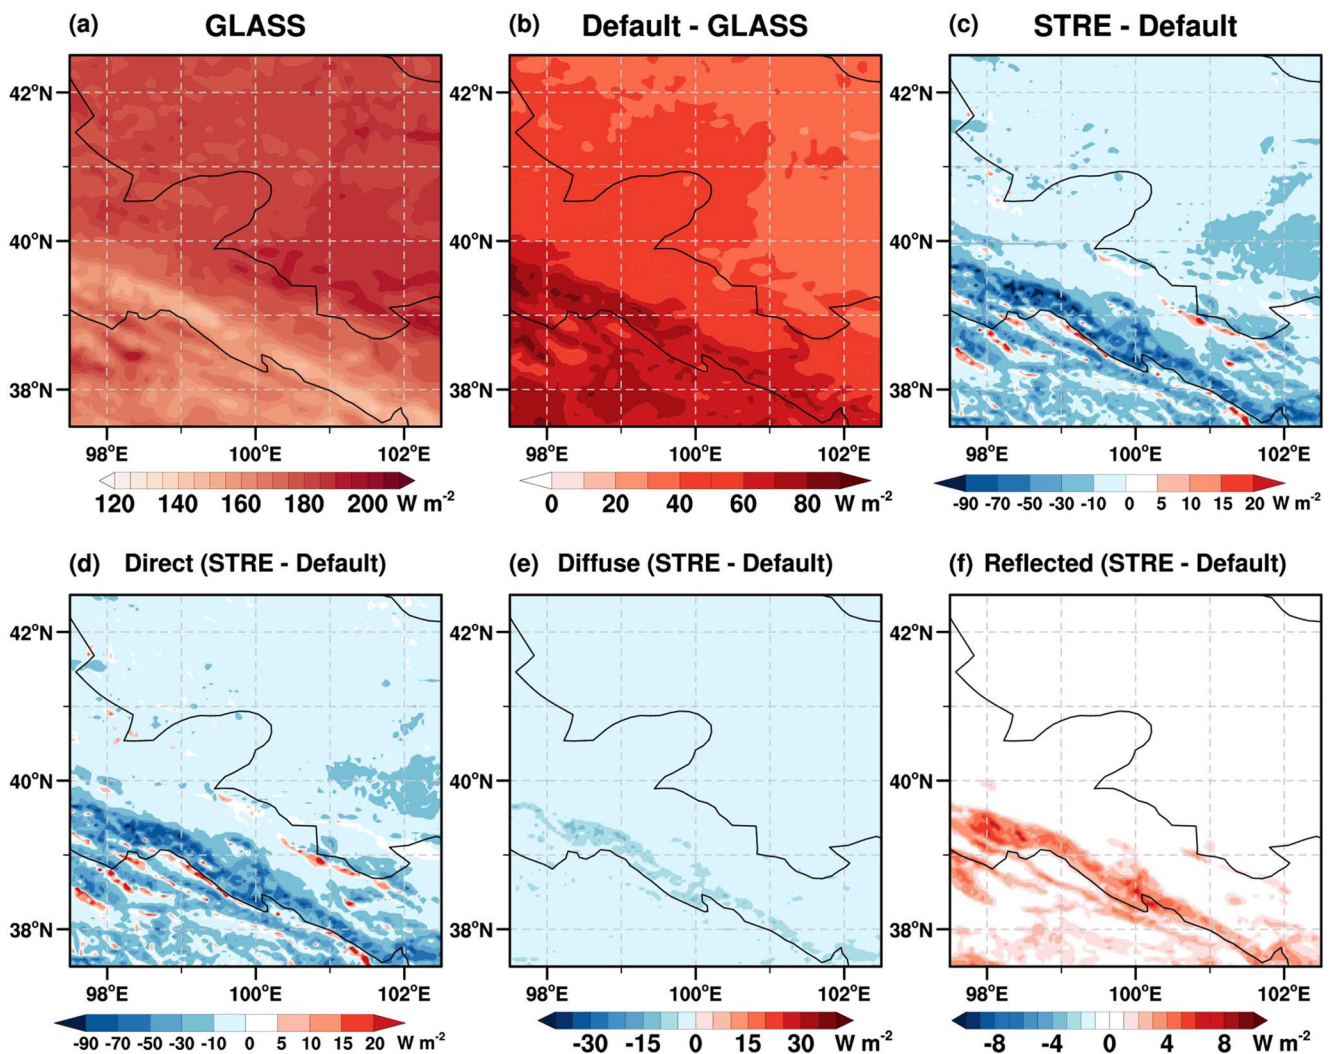 (a) GLASS
(b) Default - GLASS
(c) STRE - Default
42°N
40°N
38°N
98°E 100°E 102°E
120 140 160 180 200 W m-2
42°N
40°N
38°N
98°E 100°E 102°E
0 20 40 60 80 W m-2
42°N
40°N
38°N
98°E 100°E 102°E
-90 -70 -50 -30 -10 0 5 10 15 20 W m-2
(d) Direct (STRE - Default)
(e) Diffuse (STRE - Default)
(f) Reflected (STRE - Default)
42°N
40°N
38°N
98°E 100°E 102°E
-90 -70 -50 -30 -10 0 5 10 15 20 W m-2
42°N
40°N
38°N
98°E 100°E 102°E
-30 -15 0 15 30 W m-2
42°N
40°N
38°N
98°E 100°E 102°E
-8 -4 0 4 8 W m-2